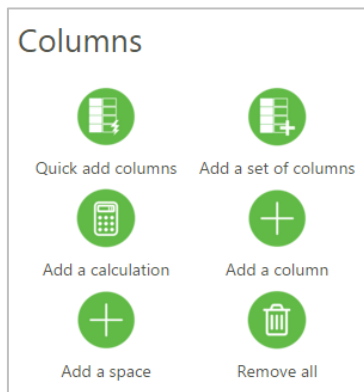 Columns
Quick add columns
Add a set of columns
Add a calculation
Add a column
Add a space
Remove all